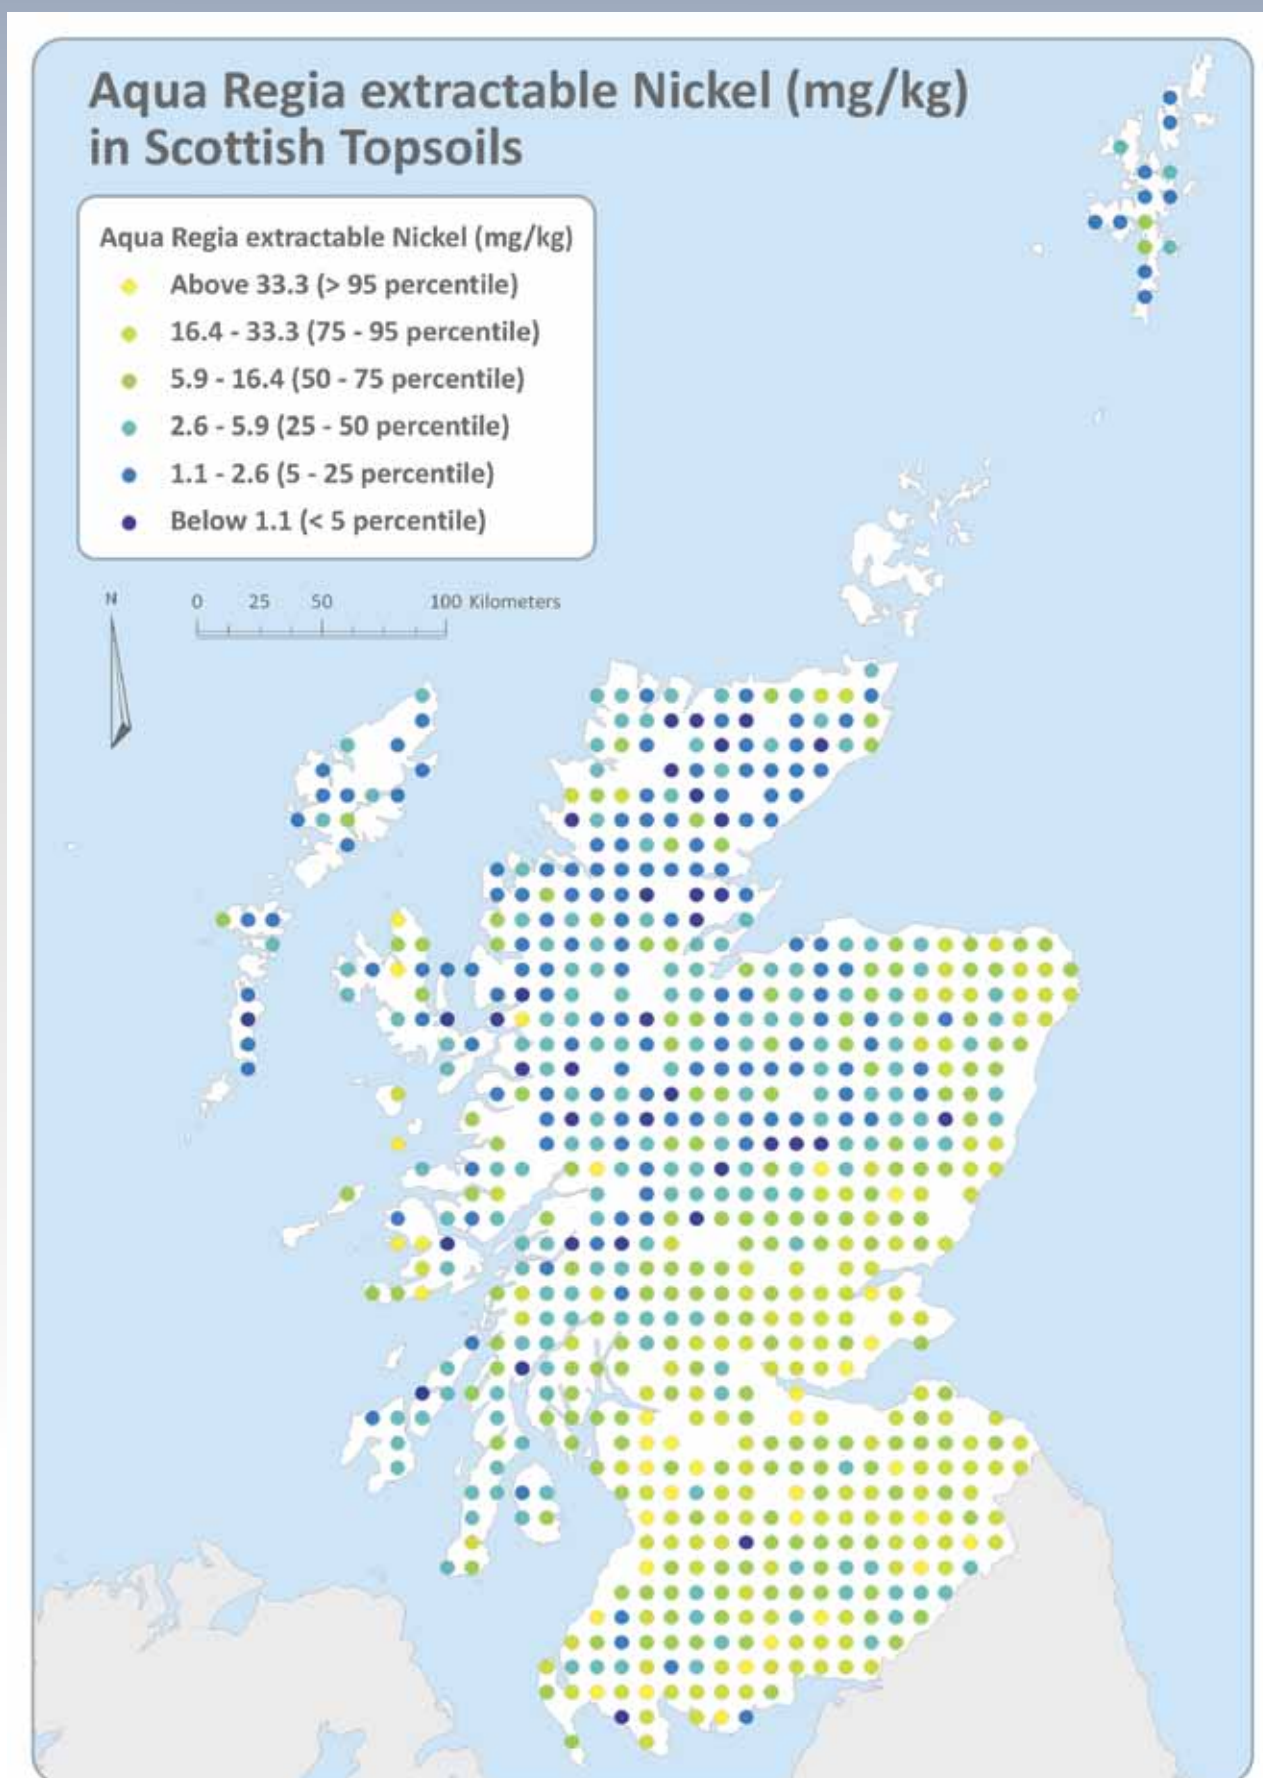 Aqua Regia extractable Nickel (mg/kg)
in Scottish Topsoils
Aqua Regia extractable Nickel (mg/kg)
Above 33.3 (> 95 percentile)
16.4 - 33.3 (75 - 95 percentile)
5.9 - 16.4 (50 - 75 percentile)
2.6 - 5.9 (25 - 50 percentile)
1.1 - 2.6 (5 - 25 percentile)
Below 1.1 (< 5 percentile)
N
0 25 50 100 Kilometers